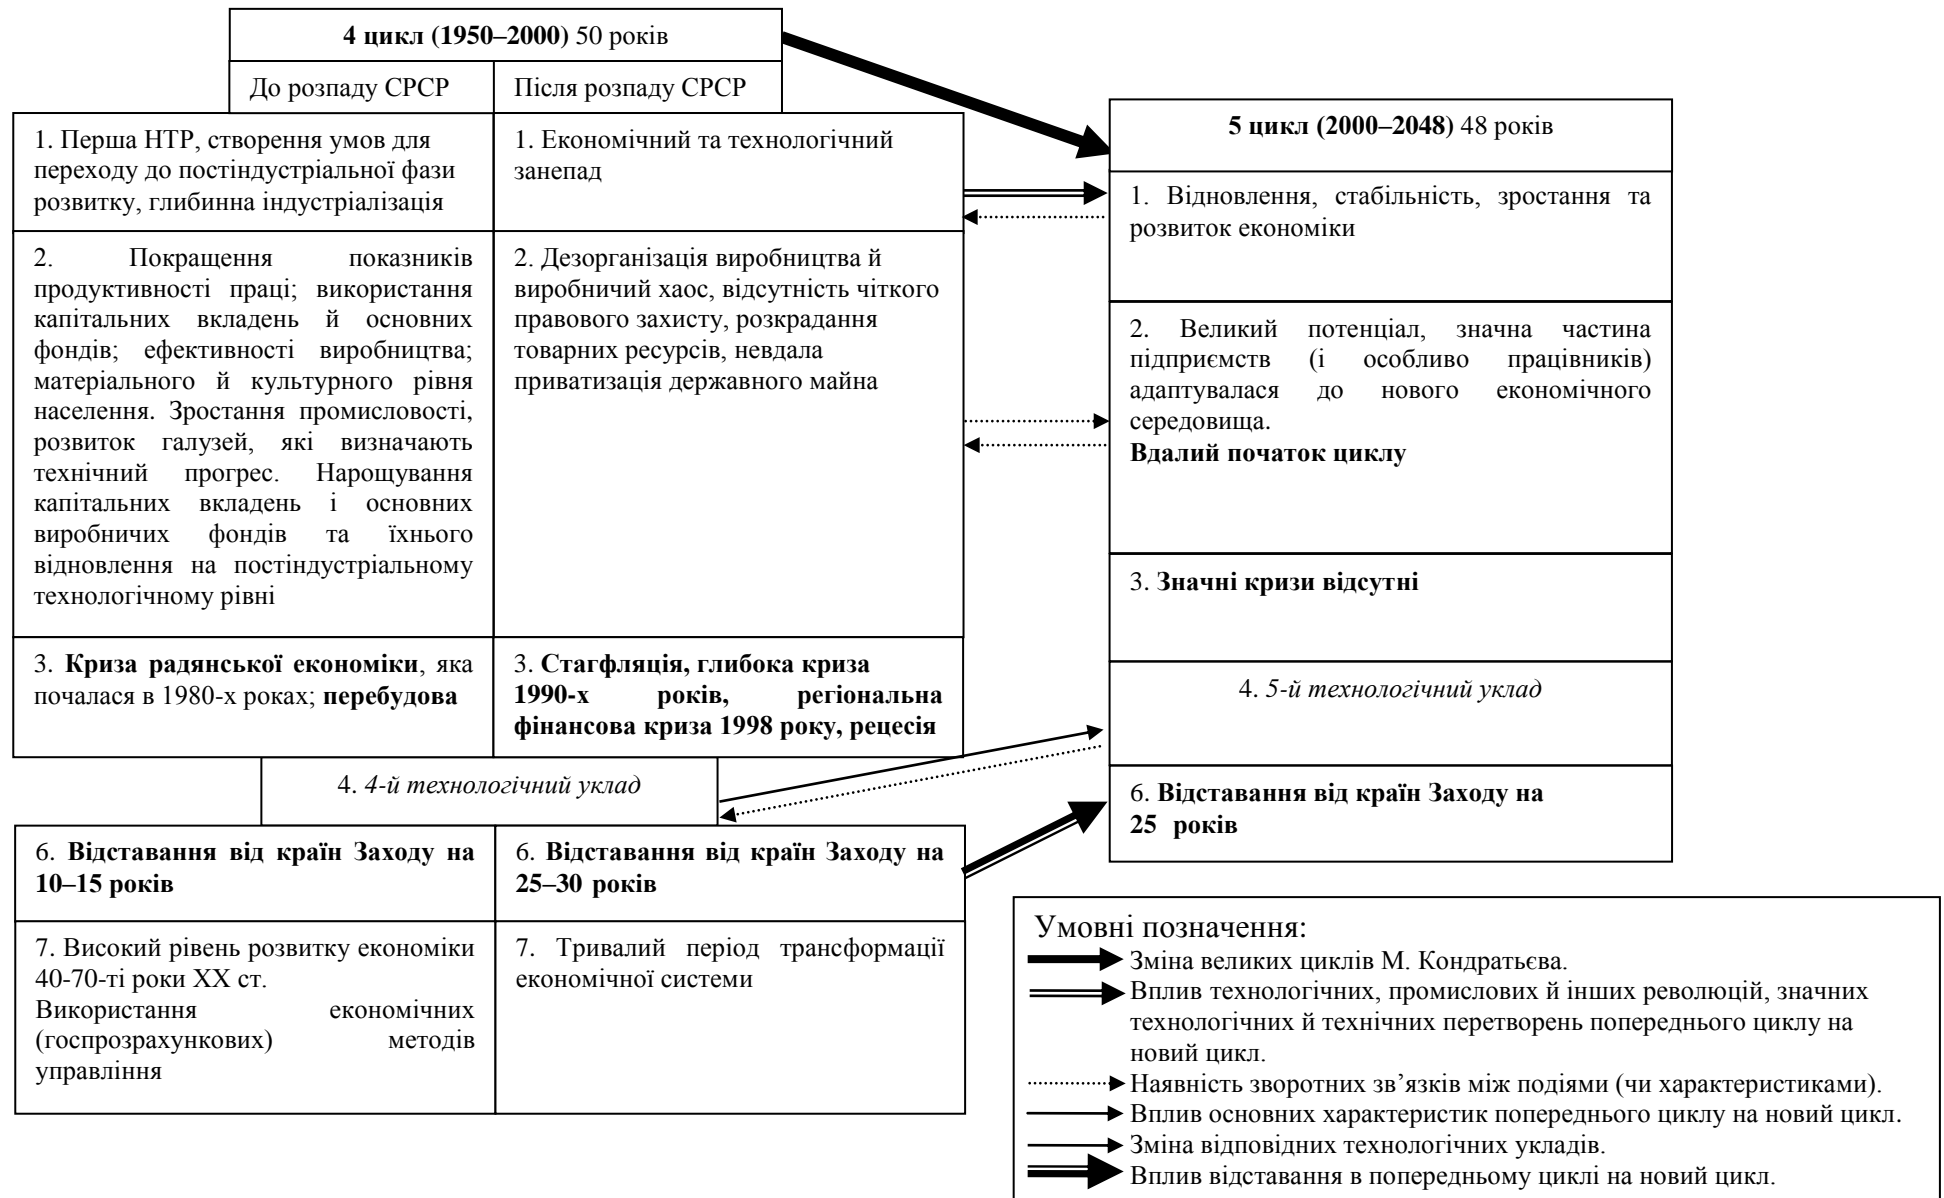 4 цикл (1950–2000) 50 років
До розпаду СРСР
Після розпаду СРСР
1. Перша НТР, створення умов для
переходу до постіндустріальної фази
розвитку, глибинна індустріалізація
1. Економічний та технологічний
занепад
2. Покращення показників
продуктивності праці; використання
капітальних вкладень й основних
фондів; ефективності виробництва;
матеріального й культурного рівня
населення. Зростання промисловості,
розвиток галузей, які визначають
технічний прогрес. Нарощування
капітальних вкладень і основних
виробничих фондів та їхнього
відновлення на постіндустріальному
технологічному рівні
2. Дезорганізація виробництва й
виробничий хаос, відсутність чіткого
правового захисту, розкрадання
товарних ресурсів, невдала
приватизація державного майна
3. Криза радянської економіки, яка
почалася в 1980-х роках; перебудова
3. Стагфляція, глибока криза
1990-х років, регіональна
фінансова криза 1998 року, рецесія
4. 4-й технологічний уклад
6. Відставання від країн Заходу на
10–15 років
6. Відставання від країн Заходу на
25–30 років
7. Високий рівень розвитку економіки
40-70-ті роки ХХ ст.
Використання економічних
(госпрозрахункових) методів
управління
7. Тривалий період трансформації
економічної системи
5 цикл (2000–2048) 48 років
1. Відновлення, стабільність, зростання та
розвиток економіки
2. Великий потенціал, значна частина
підприємств (і особливо працівників)
адаптувалася до нового економічного
середовища.
Вдалий початок циклу
3. Значні кризи відсутні
4. 5-й технологічний уклад
6. Відставання від країн Заходу на
25 років
Умовні позначення:
Зміна великих циклів М. Кондратьєва.
Вплив технологічних, промислових й інших революцій, значних
технологічних й технічних перетворень попереднього циклу на
новий цикл.
Наявність зворотних зв’язків між подіями (чи характеристиками).
Вплив основних характеристик попереднього циклу на новий цикл.
Зміна відповідних технологічних укладів.
Вплив відставання в попередньому циклі на новий цикл.